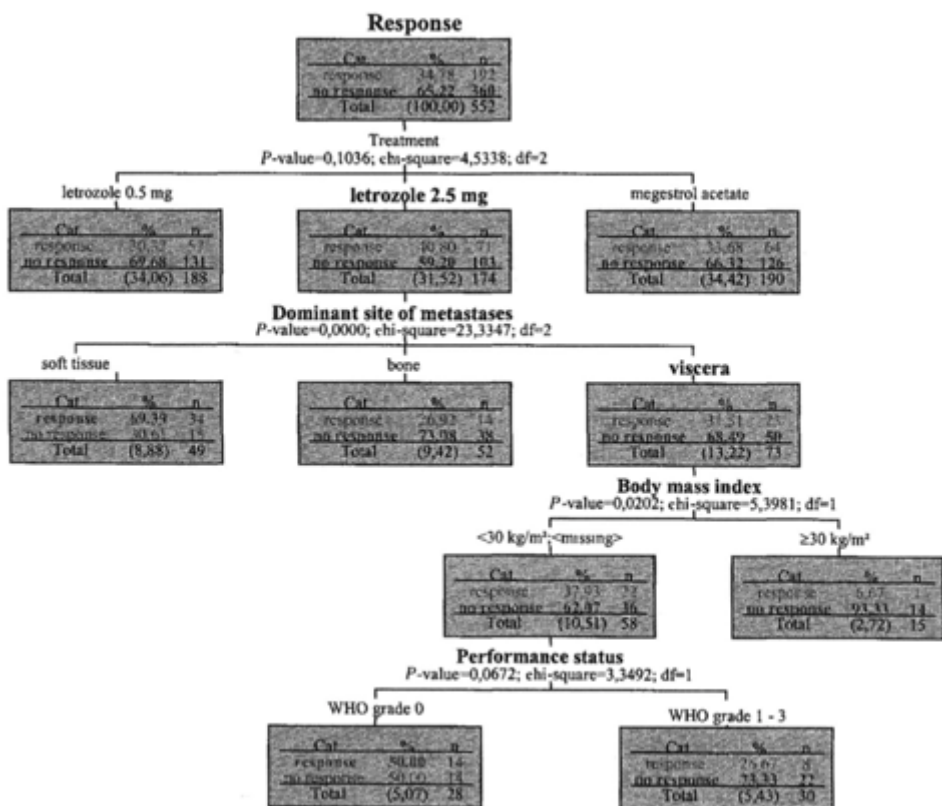 Response
Cat. % n
response 34,78 192
no response 65,22 360
Total (100,00) 552
Treatment
P-value=0,1036; chi-square=4,5338; df=2
letrozole 0.5 mg
Cat. % n
response 30,32 57
no response 69,68 131
Total (34,06) 188
letrozole 2.5 mg
Cat. % n
response 40,80 71
no response 59,20 103
Total (31,52) 174
megestrol acetate
Cat. % n
response 33,68 64
no response 66,32 126
Total (34,42) 190
Dominant site of metastases
P-value=0,0000; chi-square=23,3347; df=2
soft tissue
Cat. % n
response 69,39 34
no response 30,61 15
Total (8,88) 49
bone
Cat. % n
response 26,92 14
no response 73,08 38
Total (9,42) 52
viscera
Cat. % n
response 31,51 23
no response 68,49 50
Total (13,22) 73
Body mass index
P-value=0,0202; chi-square=5,3981; df=1
<30 kg/m²;<missing>
Cat. % n
response 37,93 22
no response 62,07 36
Total (10,51) 58
≥30 kg/m²
Cat. % n
response 6,67 1
no response 93,33 14
Total (2,72) 15
Performance status
P-value=0,0672; chi-square=3,3492; df=1
WHO grade 0
Cat. % n
response 50,00 14
no response 50,00 14
Total (5,07) 28
WHO grade 1 - 3
Cat. % n
response 26,67 8
no response 73,33 22
Total (5,43) 30